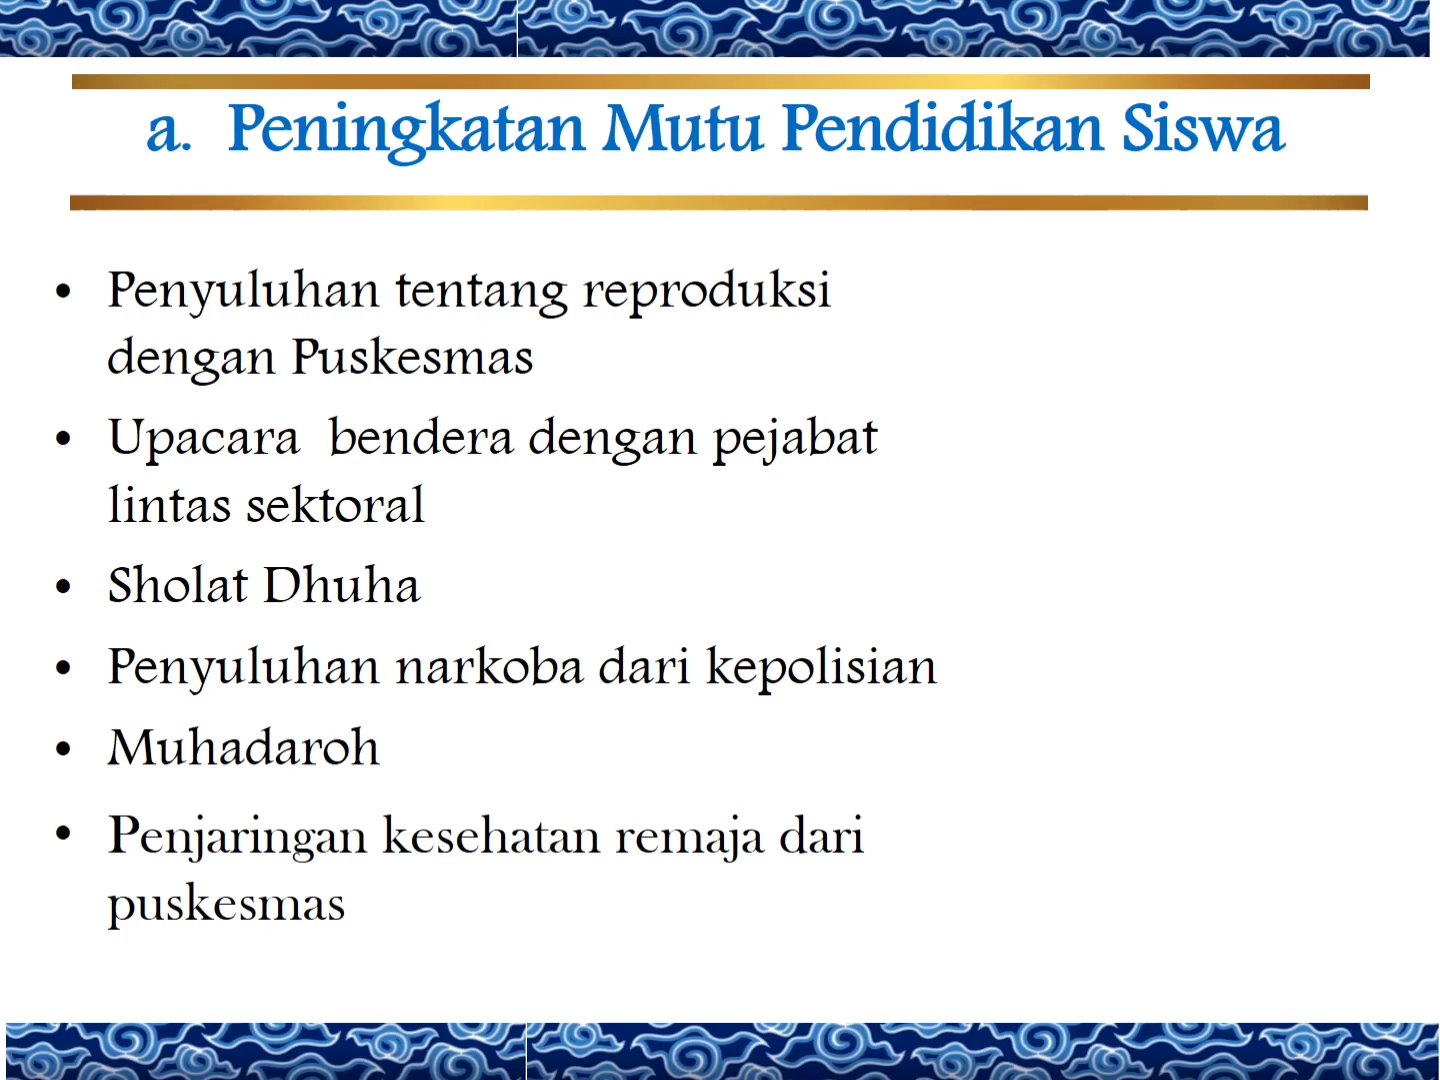 a. Peningkatan Mutu Pendidikan Siswa
• Penyuluhan tentang reproduksi
dengan Puskesmas
• Upacara bendera dengan pejabat
lintas sektoral
• Sholat Dhuha
• Penyuluhan narkoba dari kepolisian
• Muhadaroh
• Penjaringan kesehatan remaja dari
puskesmas